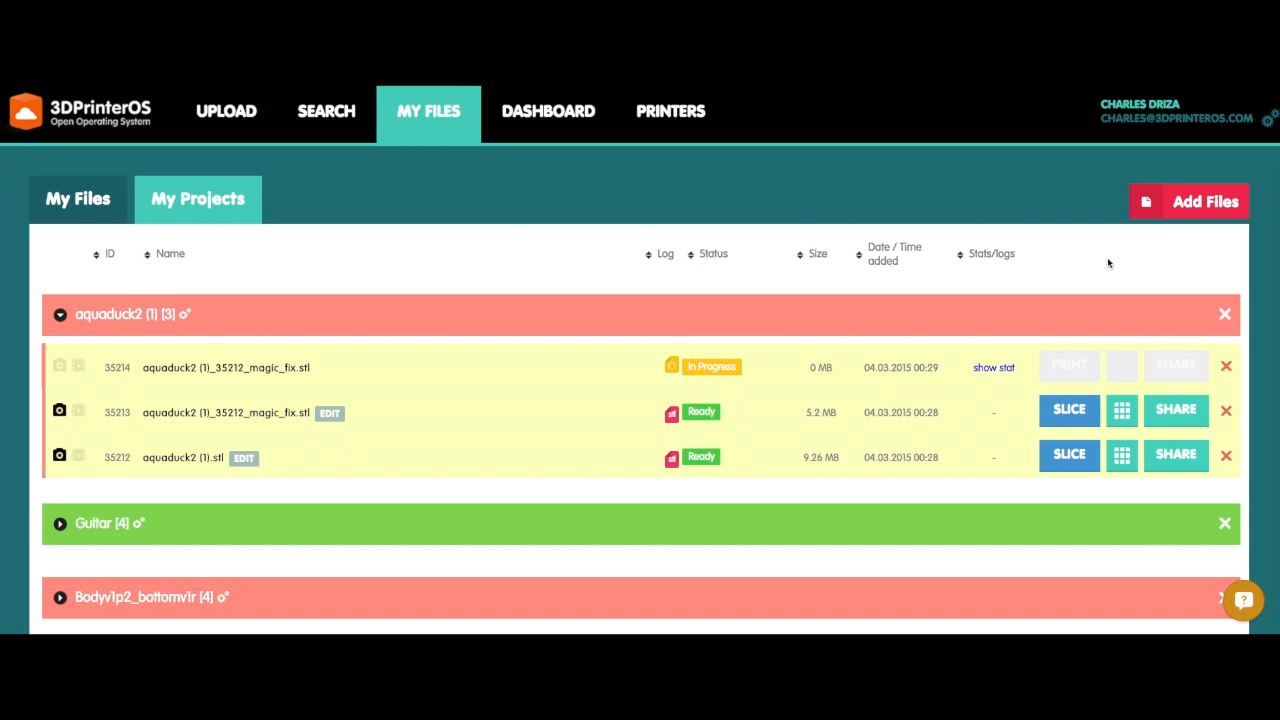 3DPrinterOS
Open Operating System
UPLOAD SEARCH MY FILES DASHBOARD PRINTERS
CHARLES DRIZA
CHARLES@3DPRINTEROS.COM
My Files My Projects Add Files
ID Name Log Status Size Date / Time added Stats/logs
aquaduck2 (1) [3]
35214 aquaduck2 (1)_35212_magic_fix.stl In Progress 0 MB 04.03.2015 00:29 show stat PRINT SHARE
35213 aquaduck2 (1)_35212_magic_fix.stl EDIT stl Ready 5.2 MB 04.03.2015 00:28 - SLICE SHARE
35212 aquaduck2 (1).stl EDIT stl Ready 9.26 MB 04.03.2015 00:28 - SLICE SHARE
Guitar [4]
Bodyv1p2_bottomv1r [4]